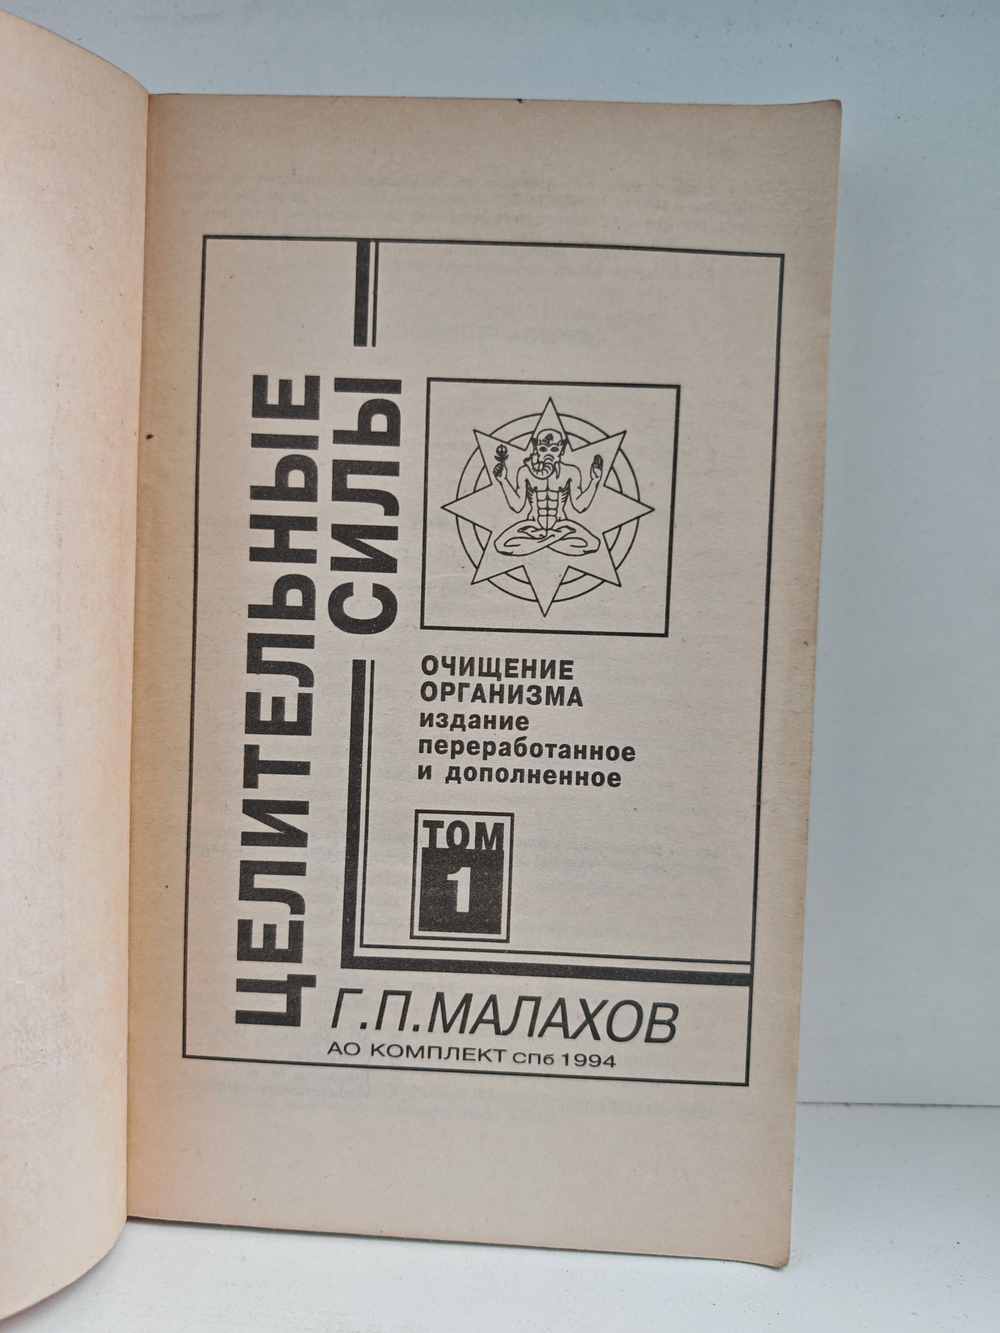 ЦЕЛИТЕЛЬНЫЕ
СИЛЫ
ОЧИЩЕНИЕ
ОРГАНИЗМА
издание
переработанное
и дополненное
ТОМ
1
Г.П.МАЛАХОВ
АО КОМПЛЕКТ СПб 1994